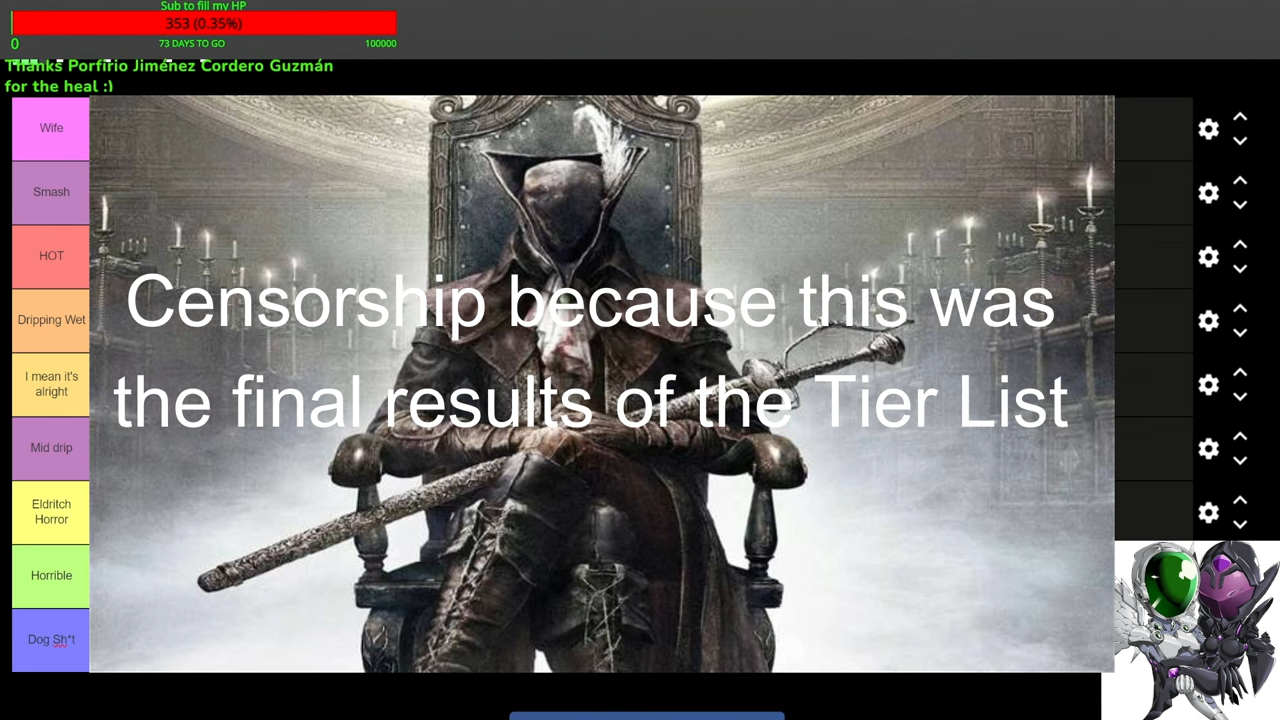 Sub to fill my HP
353 (0.35%)
0
73 DAYS TO GO
100000
Thanks Porfirio Jiménez Cordero Guzmán
for the heal :)
Wife
Smash
HOT
Dripping Wet
I mean it's
alright
Mid drip
Eldritch
Horror
Horrible
Dog Sh*t
Censorship because this was
the final results of the Tier List